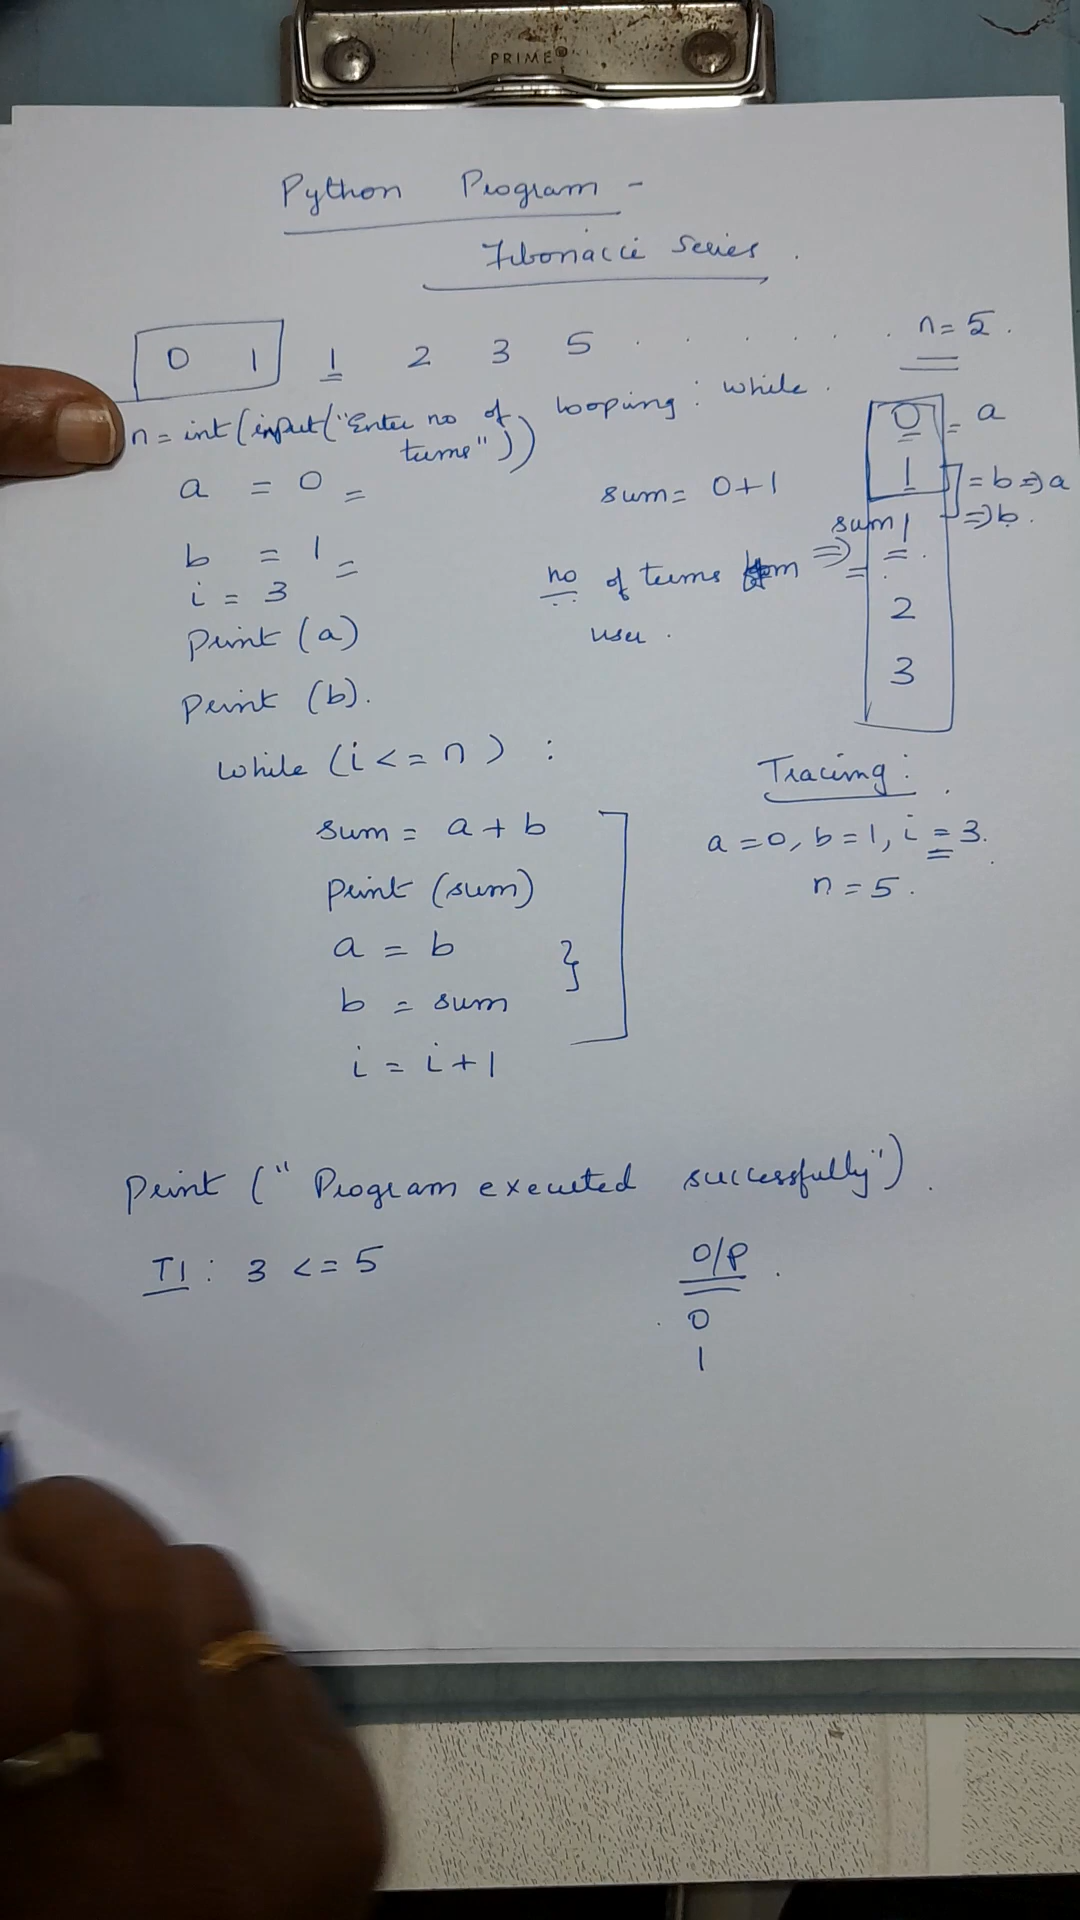 PRIME®
Python Program -
Fibonacci Series .
0 1 1 2 3 5 . . . . . . . n = 5 .
n = int(input("Enter no of terms"))
looping : while .
a = 0
b = 1
i = 3
print (a)
print (b).
while (i <= n) :
sum = a + b
print (sum)
a = b
b = sum
i = i + 1
print (" Program executed successfully") .
sum = 0+1
no of terms from user .
0 = a
1 = b => a
sum 1 => b .
2
3
Tracing : .
a = 0, b = 1, i = 3.
n = 5 .
T1 : 3 <= 5
O/P .
0
1